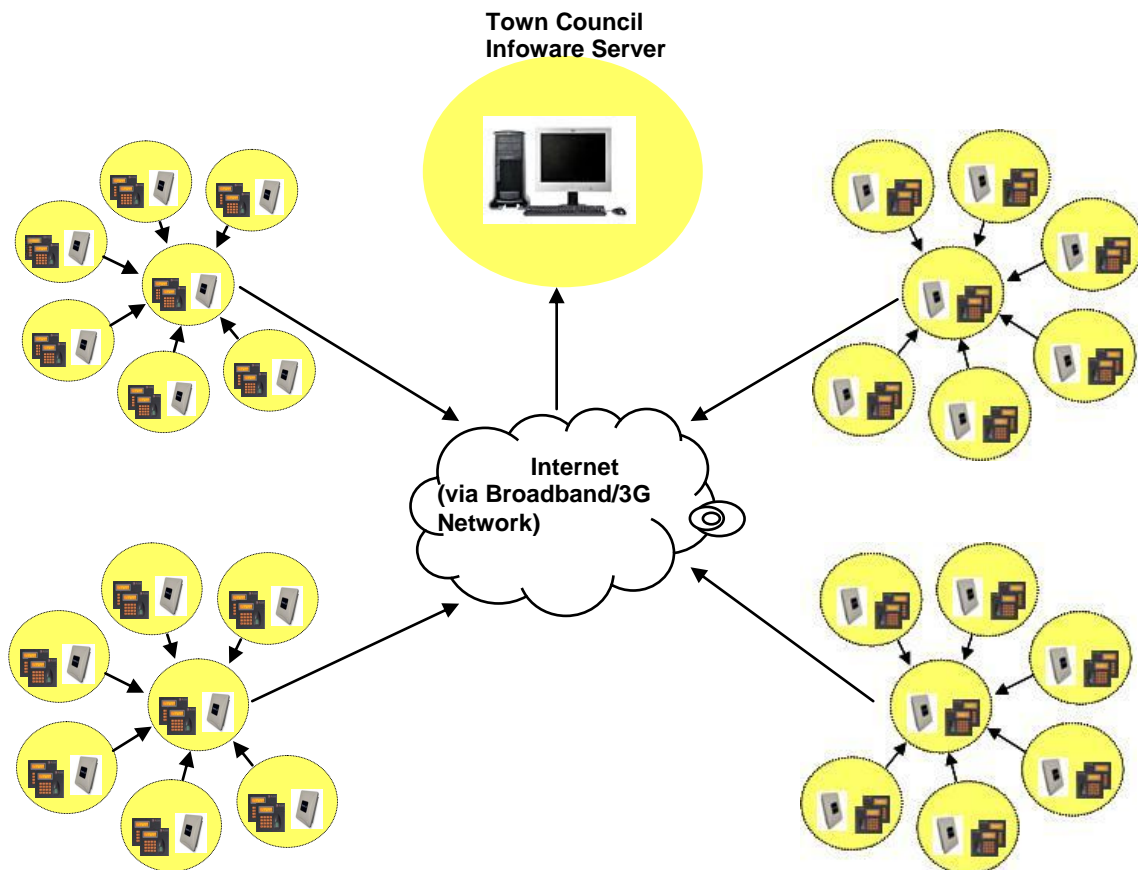 Town Council
Infoware Server
Internet
(via Broadband/3G
Network)